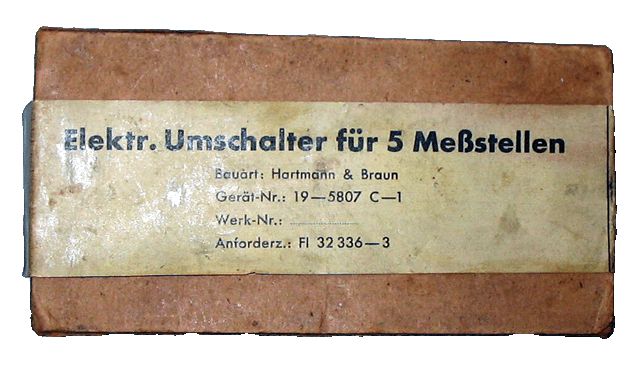 Elektr. Umschalter für 5 Meßstellen
Bauart: Hartmann & Braun
Gerät-Nr.: 19—5807 C—1
Werk-Nr.:
Anforderz.: Fl 32 336—3